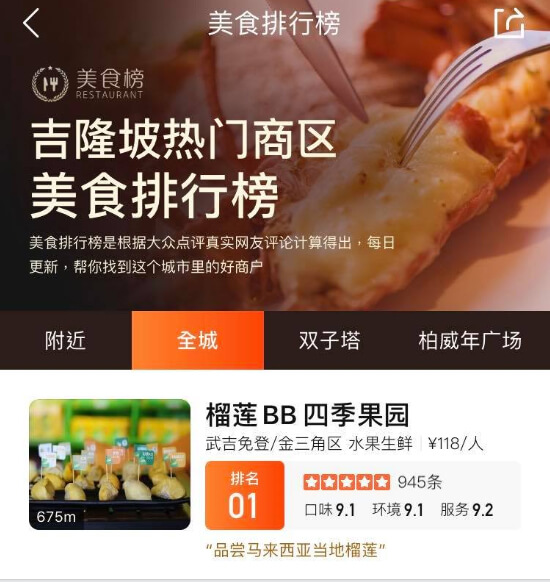 美食排行榜
美食榜
RESTAURANT
吉隆坡热门商区
美食排行榜
美食排行榜是根据大众点评真实网友评论计算得出，每日
更新，帮你找到这个城市里的好商户
附近 全城 双子塔 柏威年广场
榴莲BB 四季果园
武吉免登/金三角区 水果生鲜 ¥118/人
排名
01
945条
口味 9.1 环境 9.1 服务 9.2
675m
“品尝马来西亚当地榴莲”